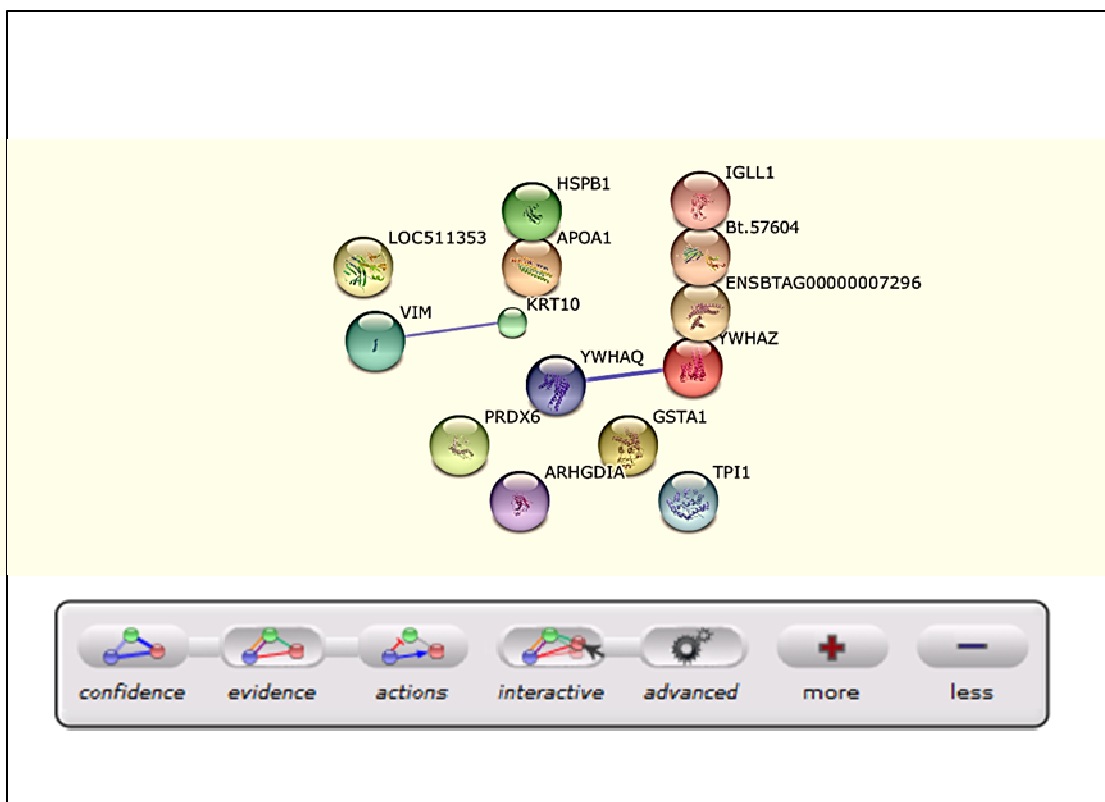 IGLL1
HSPB1
Bt.57604
LOC511353
APOA1
ENSBTAG00000007296
KRT10
VIM
YWHAZ
YWHAQ
PRDX6
GSTA1
ARHGDIA
TPI1
confidence evidence actions interactive advanced more less